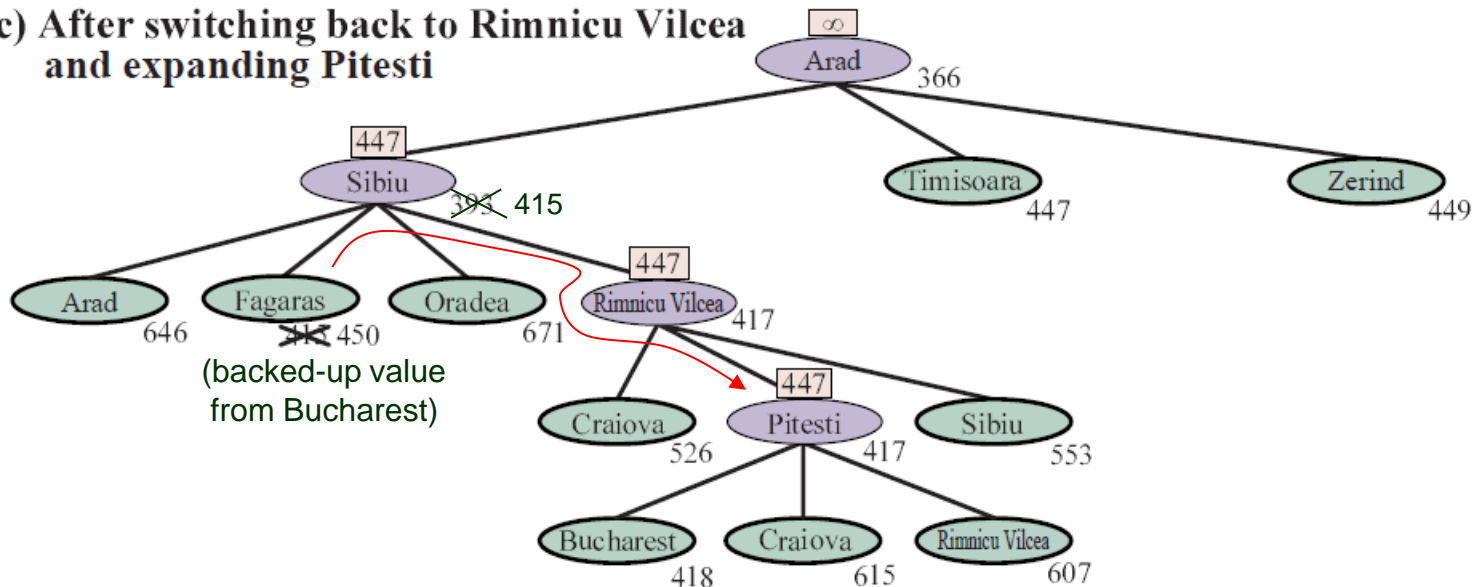 c) After switching back to Rimnicu Vilcea
and expanding Pitesti
∞
Arad
366
447
Sibiu
393 415
Timisoara
447
Zerind
449
Arad
646
Fagaras
413 450
(backed-up value
from Bucharest)
Oradea
671
447
Rimnicu Vilcea
417
Craiova
526
447
Pitesti
417
Sibiu
553
Bucharest
418
Craiova
615
Rimnicu Vilcea
607